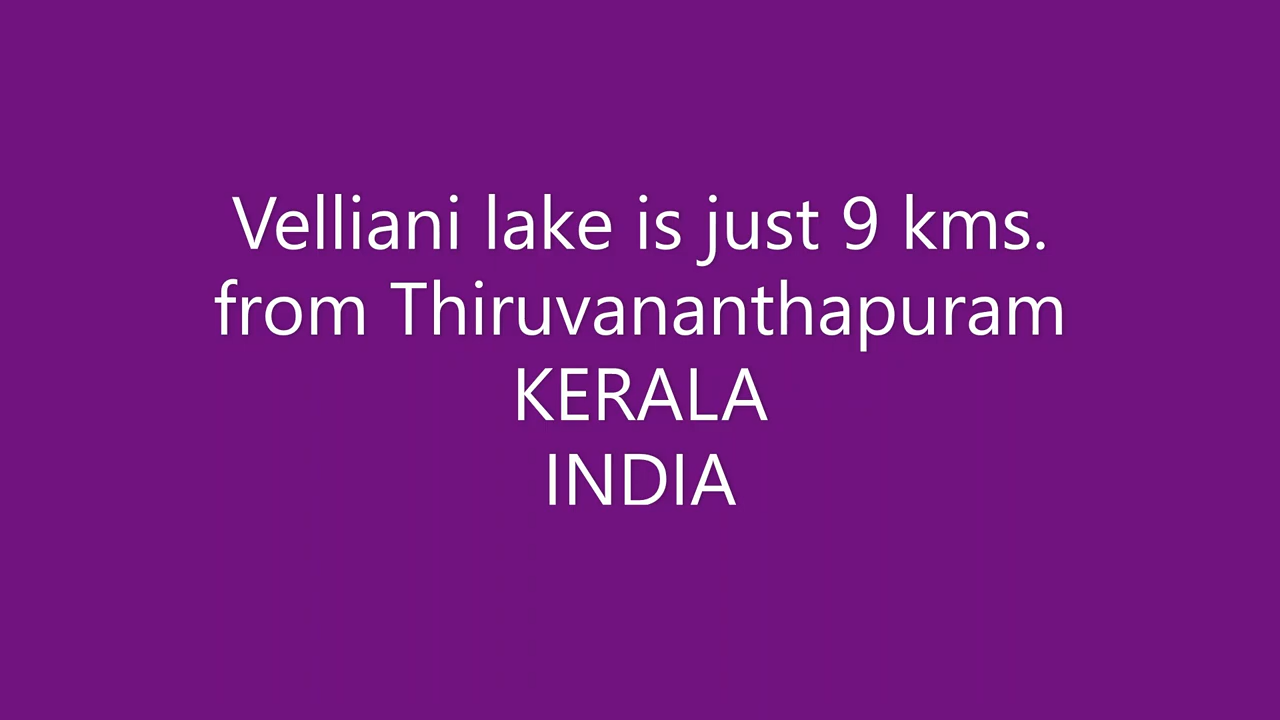 Velliani lake is just 9 kms.
from Thiruvananthapuram
KERALA
INDIA